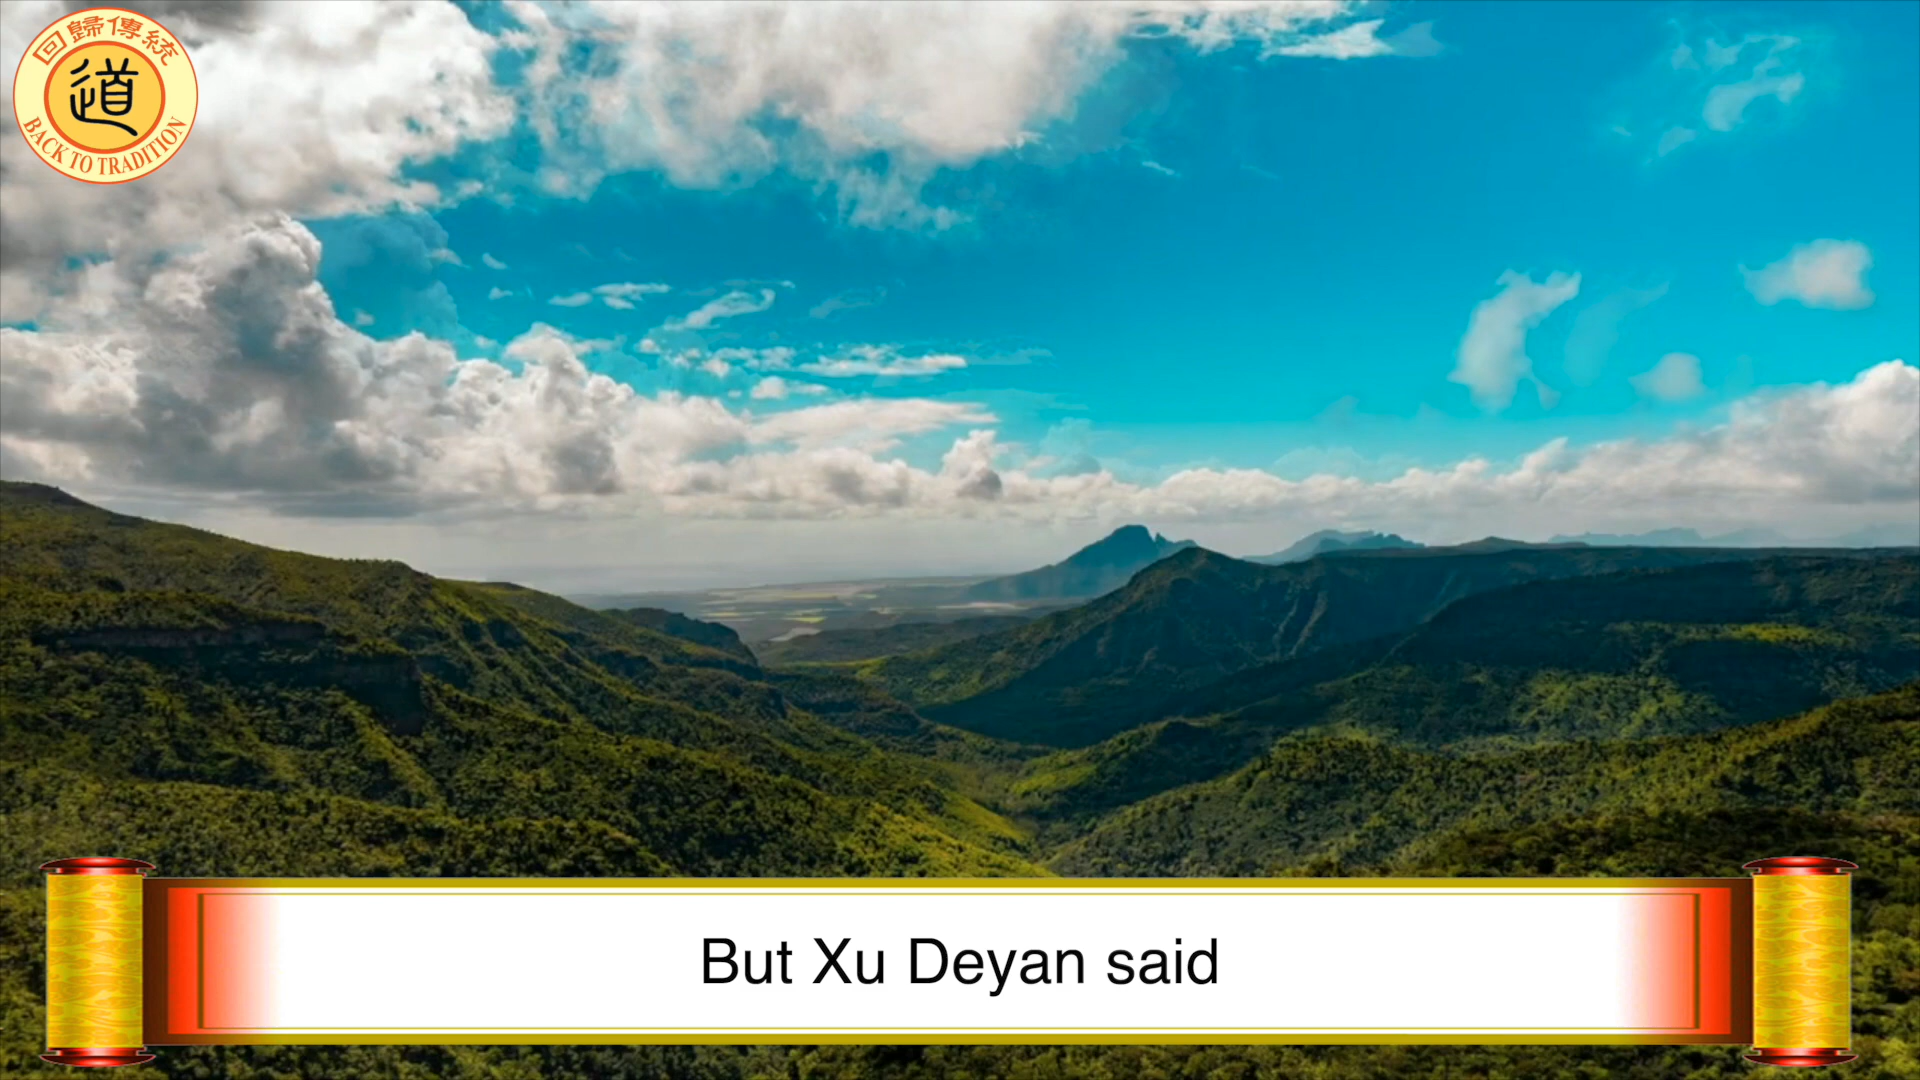 回歸傳統
道
BACK TO TRADITION
But Xu Deyan said